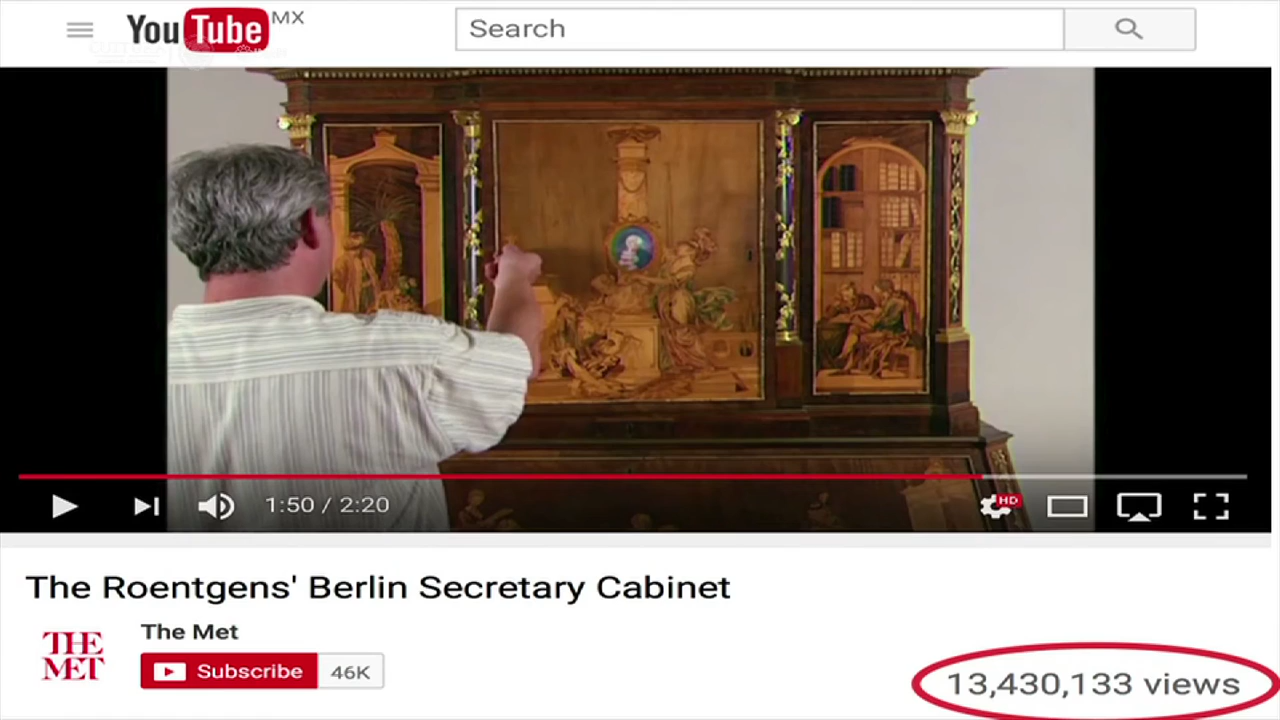 YouTube MX
Search
CULTURA
1:50 / 2:20
HD
The Roentgens' Berlin Secretary Cabinet
THE
MET
The Met
Subscribe 46K
13,430,133 views